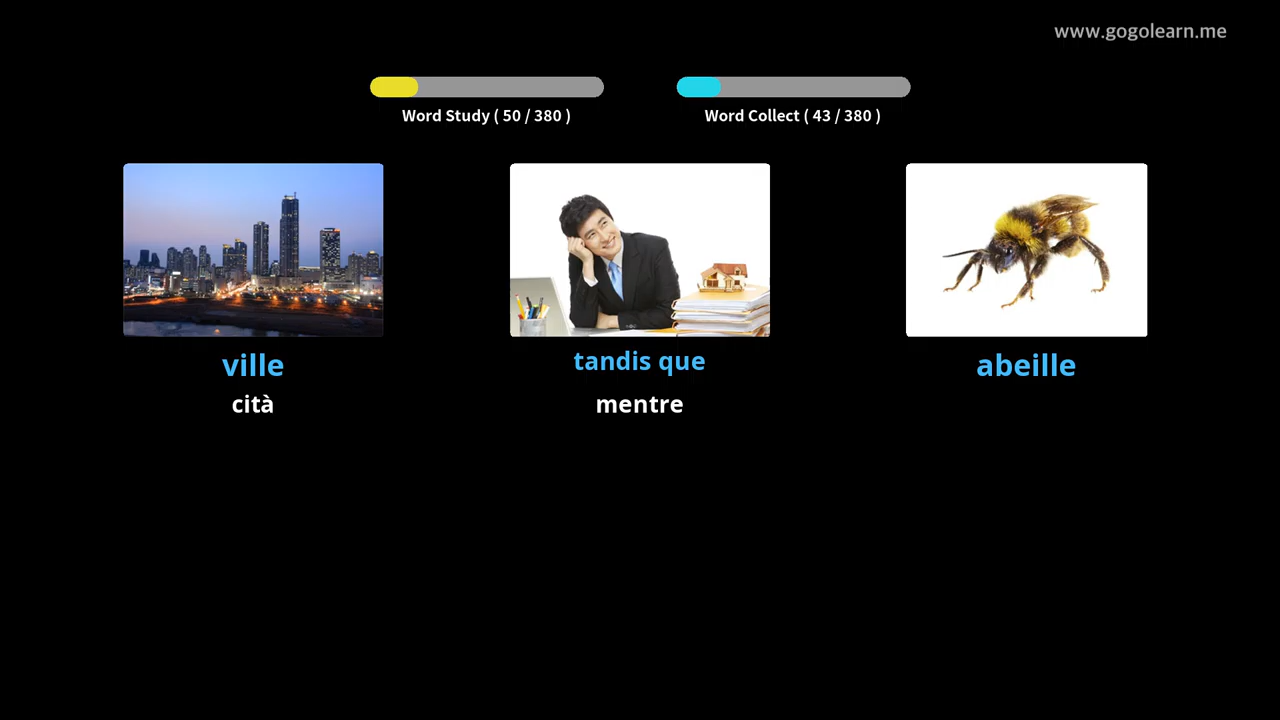 www.gogolearn.me
Word Study ( 50 / 380 )
Word Collect ( 43 / 380 )
ville
cità
tandis que
mentre
abeille